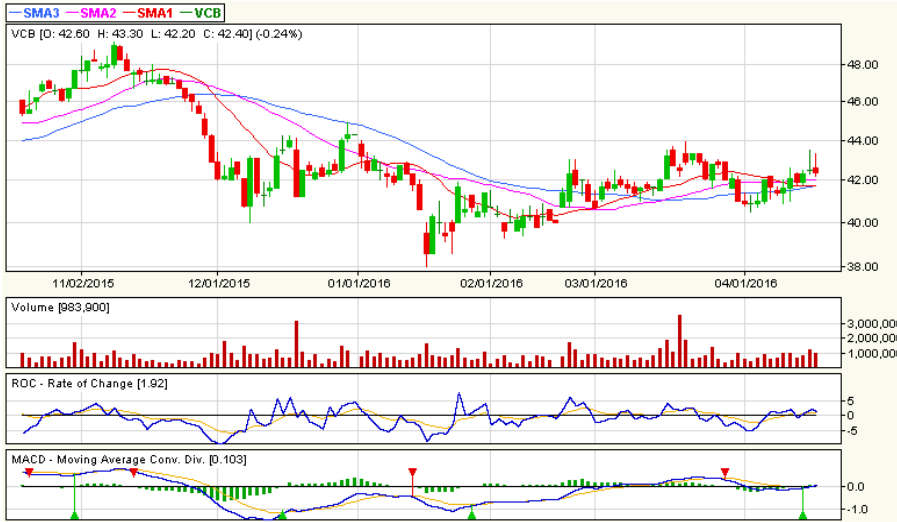 SMA3 SMA2 SMA1 VCB
VCB [O: 42.60 H: 43.30 L: 42.20 C: 42.40] (-0.24%)
48.00
46.00
44.00
42.00
40.00
38.00
11/02/2015 12/01/2015 01/01/2016 02/01/2016 03/01/2016 04/01/2016
Volume [983,900]
3,000,00
2,000,00
1,000,00
ROC - Rate of Change [1.92]
5
0
-5
MACD - Moving Average Conv. Div. [0.103]
0.0
-1.0